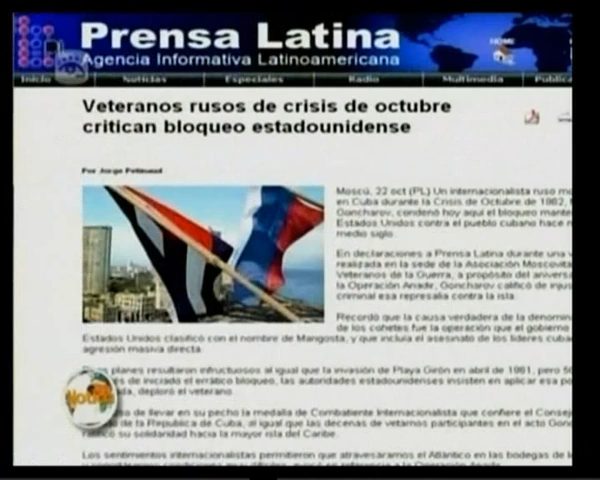 Prensa Latina
Agencia Informativa Latinoamericana
HOME
Inicio Noticias Especiales Radio Multimedia Public
Veteranos rusos de crisis de octubre
critican bloqueo estadounidense
Por Jorge
Moscú, 22 oct (PL) Un internacionalista ruso
en Cuba durante la Crisis de Octubre de 1962,
Goncharov, condenó hoy aquí el bloqueo
Estados Unidos contra el pueblo cubano hace
medio siglo.
En declaraciones a Prensa Latina durante una
realizada en la sede de la Asociación Moscovita
Veteranos de la Guerra, a propósito del
la Operación Anadir, Goncharov calificó de
criminal esa represalia contra la isla.
Recordó que la causa verdadera de la
de los cohetes fue la operación que el gobierno
Estados Unidos clasificó con el nombre de Mangosta, y que incluía el asesinato de los líderes
agresión masiva directa.
planes resultaron infructuosos al igual que la invasión de Playa Girón en abril de 1961, pero
de iniciado el errático bloqueo, las autoridades estadounidenses insisten en aplicar esa
deploró el veterano.
de llevar en su pecho la medalla de Combatiente Internacionalista que confiere el
de la Republica de Cuba, al igual que las decenas de veteranos participantes en el acto
su solidaridad hacia la mayor isla del Caribe.
Los sentimientos internacionalistas permitieron que atravesáramos el Atlántico en las bodegas de